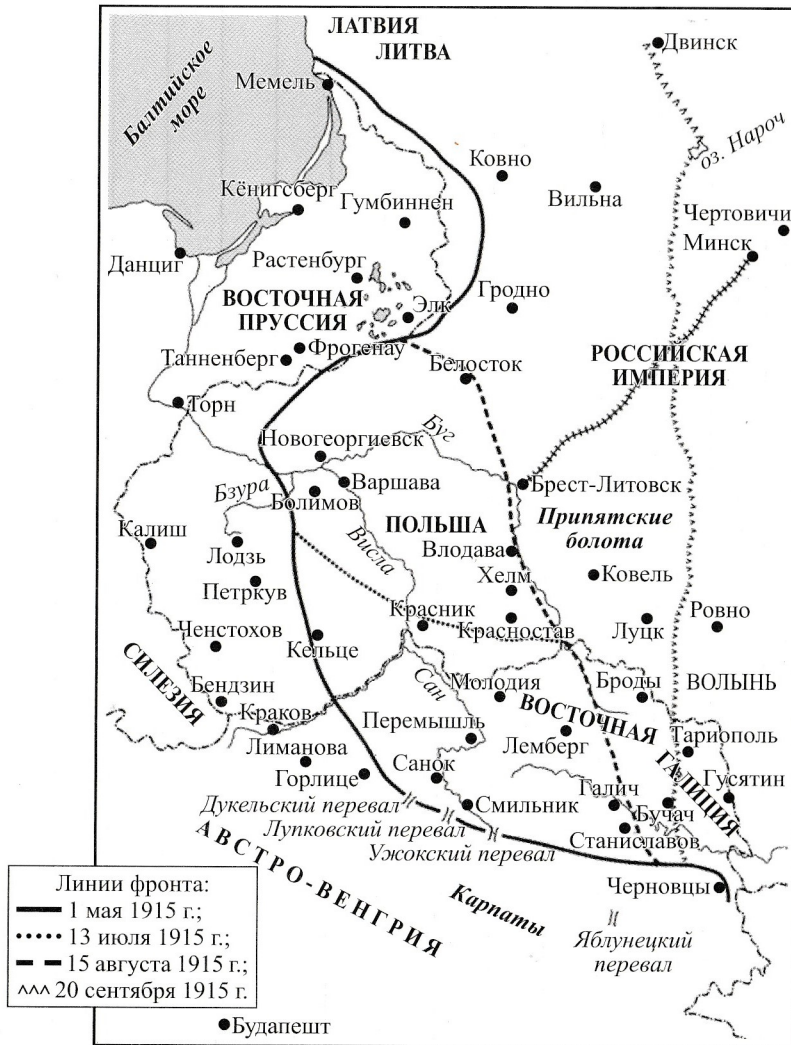 ЛАТВИЯ
ЛИТВА
Двинск
Балтийское
море
Мемель
оз. Нароч
Ковно
Вильна
Кёнигсберг
Гумбиннен
Чертовичи
Минск
Данциг
Растенбург
ВОСТОЧНАЯ
ПРУССИЯ
Элк
Гродно
Фрогенау
Танненберг
Белосток
РОССИЙСКАЯ
ИМПЕРИЯ
Торн
Новогеоргиевск
Буг
Бзура
Варшава
Болимов
Брест-Литовск
Калиш
Лодзь
Висла
ПОЛЬША
Припятские
болота
Влодава
Петркув
Хелм
Ковель
Красник
Красностав
Луцк
Ровно
Ченстохов
Кельце
СИЛЕЗИЯ
Бендзин
Сан
Молодия
Броды
ВОЛЫНЬ
Краков
Перемышль
ВОСТОЧНАЯ
ГАЛИЦИЯ
Лиманова
Лемберг
Тариополь
Горлице
Санок
Галич
Гусятин
Дукельский перевал
Смильник
Бучач
Лупковский перевал
Станиславов
Ужокский перевал
АВСТРО-ВЕНГРИЯ
Карпаты
Черновцы
Яблунецкий
перевал
Линии фронта:
1 мая 1915 г.;
13 июля 1915 г.;
15 августа 1915 г.;
20 сентября 1915 г.
Будапешт